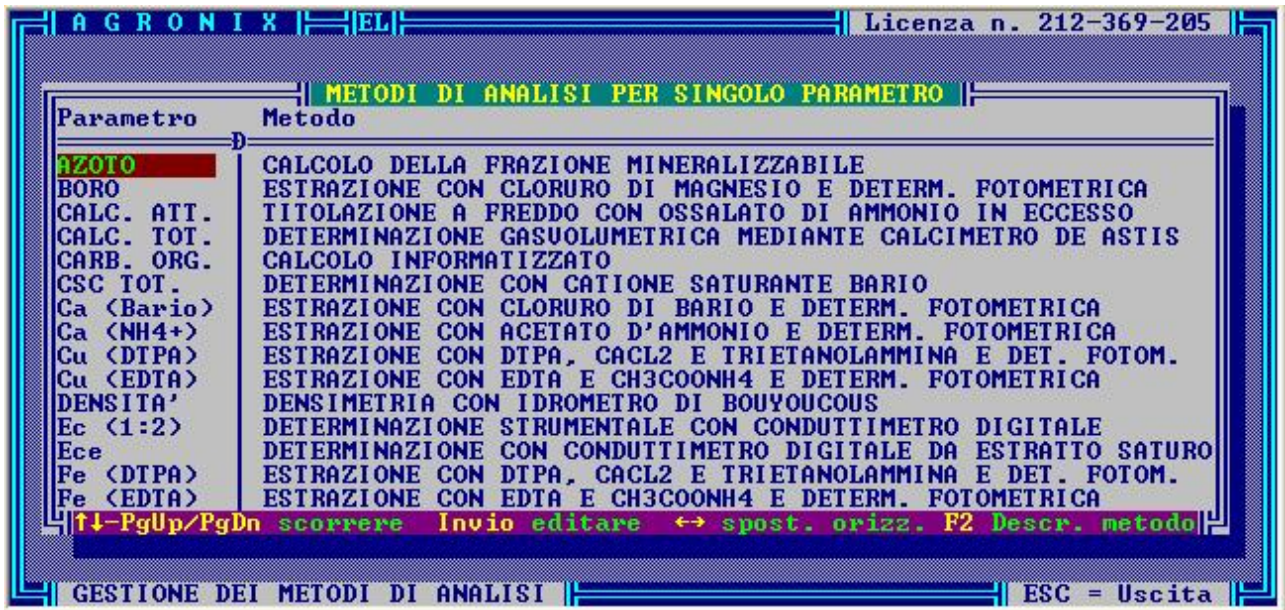 A G R O N I X EL Licenza n. 212-369-205
METODI DI ANALISI PER SINGOLO PARAMETRO
Parametro Metodo
AZOTO CALCOLO DELLA FRAZIONE MINERALIZZABILE
BORO ESTRAZIONE CON CLORURO DI MAGNESIO E DETERM. FOTOMETRICA
CALC. ATT. TITOLAZIONE A FREDDO CON OSSALATO DI AMMONIO IN ECCESSO
CALC. TOT. DETERMINAZIONE GASVOLUMETRICA MEDIANTE CALCIMETRO DE ASTIS
CARB. ORG. CALCOLO INFORMATIZZATO
CSC TOT. DETERMINAZIONE CON CATIONE SATURANTE BARIO
Ca (Bario) ESTRAZIONE CON CLORURO DI BARIO E DETERM. FOTOMETRICA
Ca (NH4+) ESTRAZIONE CON ACETATO D'AMMONIO E DETERM. FOTOMETRICA
Cu (DTPA) ESTRAZIONE CON DTPA, CACL2 E TRIETANOLAMMINA E DET. FOTOM.
Cu (EDTA) ESTRAZIONE CON EDTA E CH3COONH4 E DETERM. FOTOMETRICA
DENSITA' DENSIMETRIA CON IDROMETRO DI BOUYOUCOUS
Ec (1:2) DETERMINAZIONE STRUMENTALE CON CONDUTTIMETRO DIGITALE
Ece DETERMINAZIONE CON CONDUTTIMETRO DIGITALE DA ESTRATTO SATURO
Fe (DTPA) ESTRAZIONE CON DTPA, CACL2 E TRIETANOLAMMINA E DET. FOTOM.
Fe (EDTA) ESTRAZIONE CON EDTA E CH3COONH4 E DETERM. FOTOMETRICA
↑↓-PgUp/PgDn scorrere Invio editare ↔ spost. orizz. F2 Descr. metodo
GESTIONE DEI METODI DI ANALISI ESC = Uscita